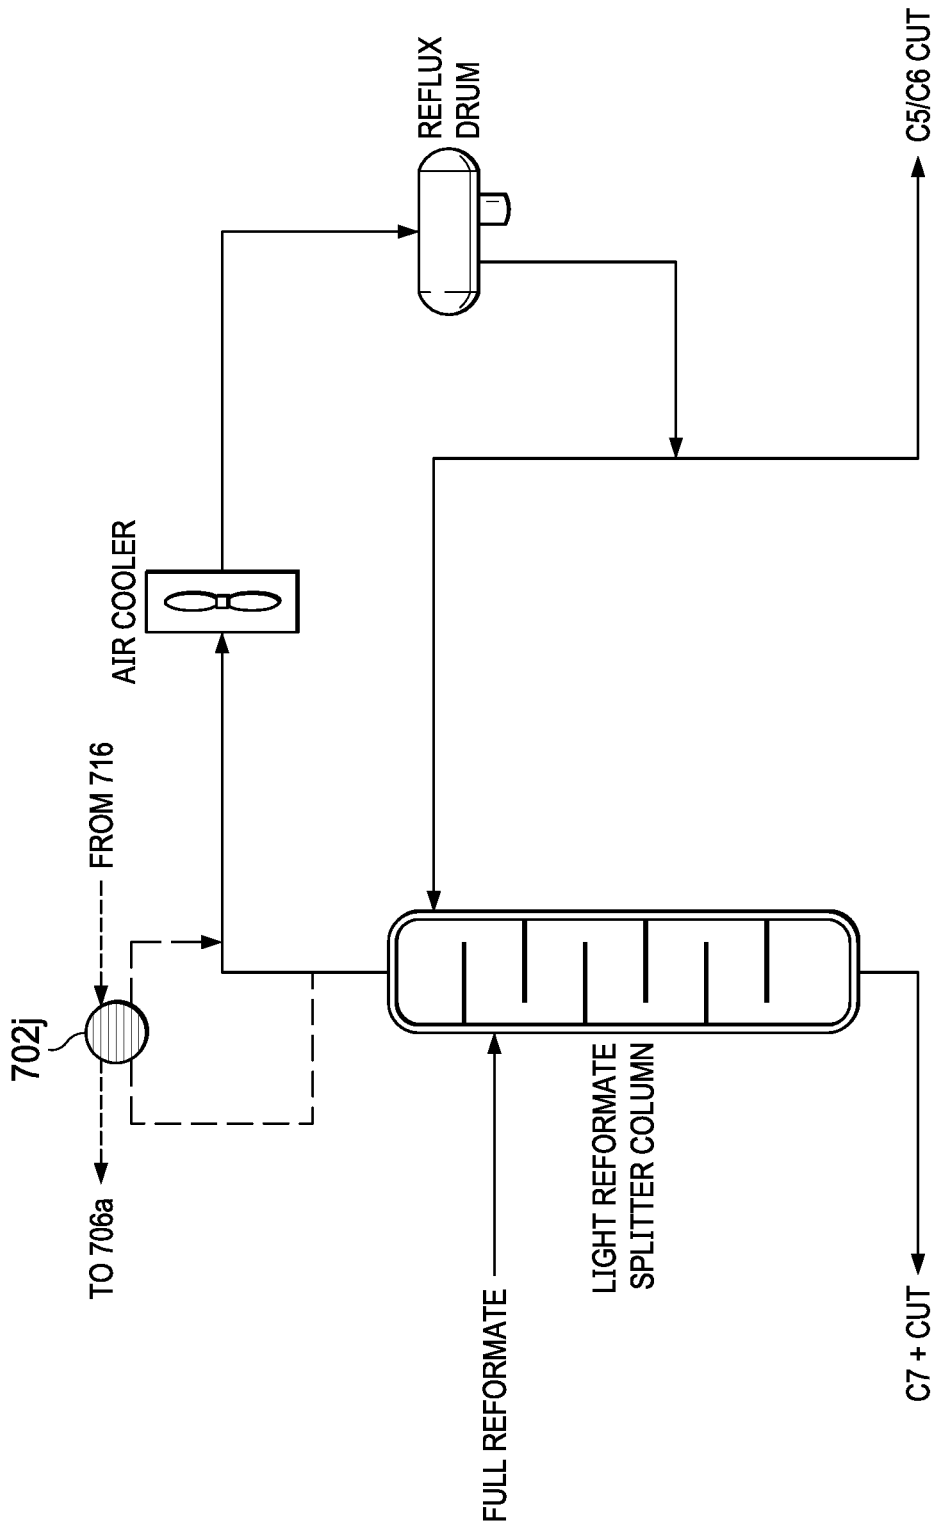 702j
TO 706a
FROM 716
AIR COOLER
REFLUX
DRUM
FULL REFORMATE
LIGHT REFORMATE
SPLITTER COLUMN
C7 + CUT
C5/C6 CUT